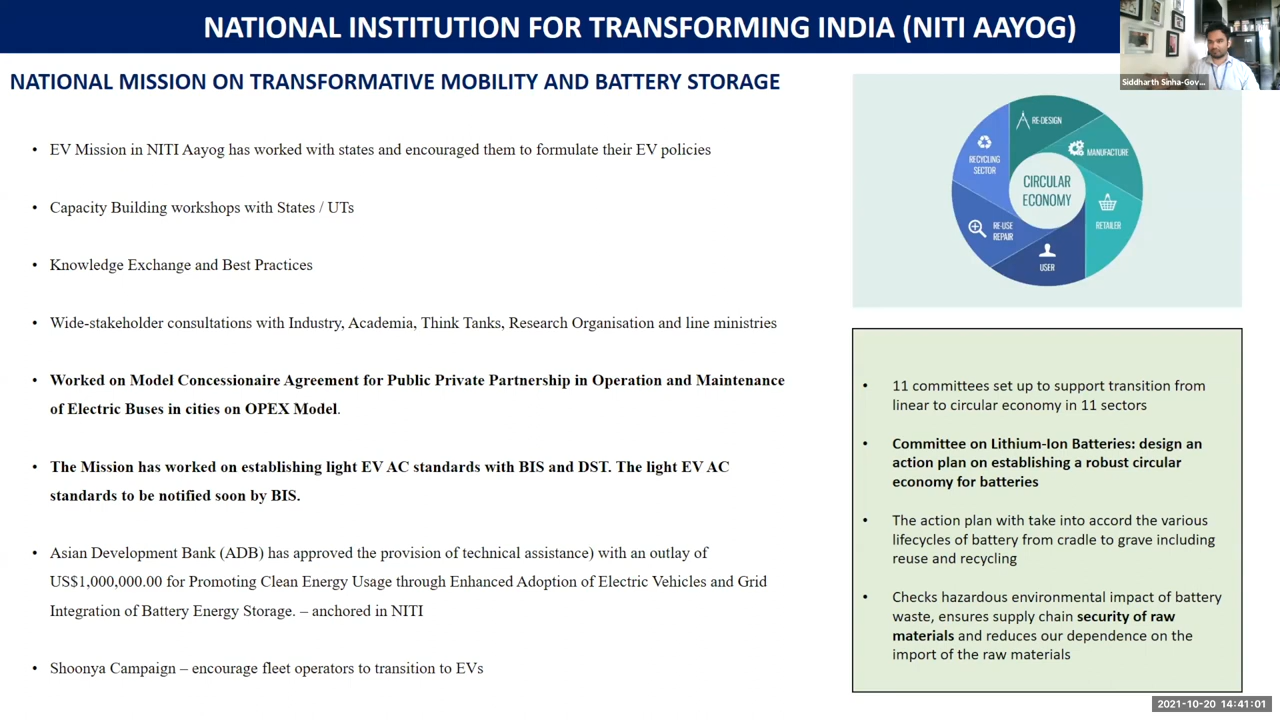 NATIONAL INSTITUTION FOR TRANSFORMING INDIA (NITI AAYOG)
Siddharth Sinha-Gov...
NATIONAL MISSION ON TRANSFORMATIVE MOBILITY AND BATTERY STORAGE
• EV Mission in NITI Aayog has worked with states and encouraged them to formulate their EV policies
• Capacity Building workshops with States / UTs
• Knowledge Exchange and Best Practices
• Wide-stakeholder consultations with Industry, Academia, Think Tanks, Research Organisation and line ministries
• Worked on Model Concessionaire Agreement for Public Private Partnership in Operation and Maintenance
of Electric Buses in cities on OPEX Model.
• The Mission has worked on establishing light EV AC standards with BIS and DST. The light EV AC
standards to be notified soon by BIS.
• Asian Development Bank (ADB) has approved the provision of technical assistance) with an outlay of
US$1,000,000.00 for Promoting Clean Energy Usage through Enhanced Adoption of Electric Vehicles and Grid
Integration of Battery Energy Storage. – anchored in NITI
• Shoonya Campaign – encourage fleet operators to transition to EVs
RE-DESIGN
MANUFACTURE
RETAILER
USER
RE-USE
REPAIR
RECYCLING
SECTOR
CIRCULAR
ECONOMY
• 11 committees set up to support transition from
linear to circular economy in 11 sectors
• Committee on Lithium-Ion Batteries: design an
action plan on establishing a robust circular
economy for batteries
• The action plan with take into accord the various
lifecycles of battery from cradle to grave including
reuse and recycling
• Checks hazardous environmental impact of battery
waste, ensures supply chain security of raw
materials and reduces our dependence on the
import of the raw materials
2021-10-20 14:41:01